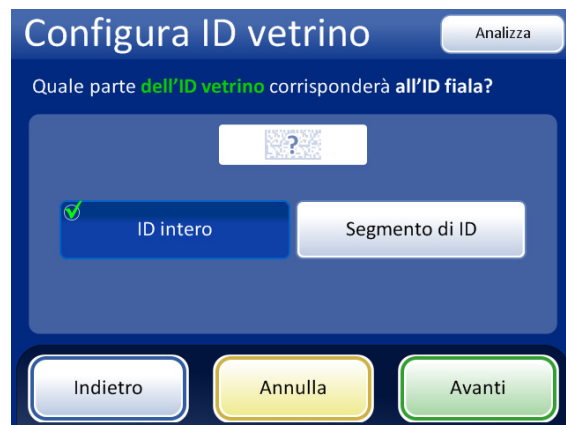 Configura ID vetrino
Analizza
Quale parte dell'ID vetrino corrisponderà all'ID fiala?
?
ID intero
Segmento di ID
Indietro
Annulla
Avanti